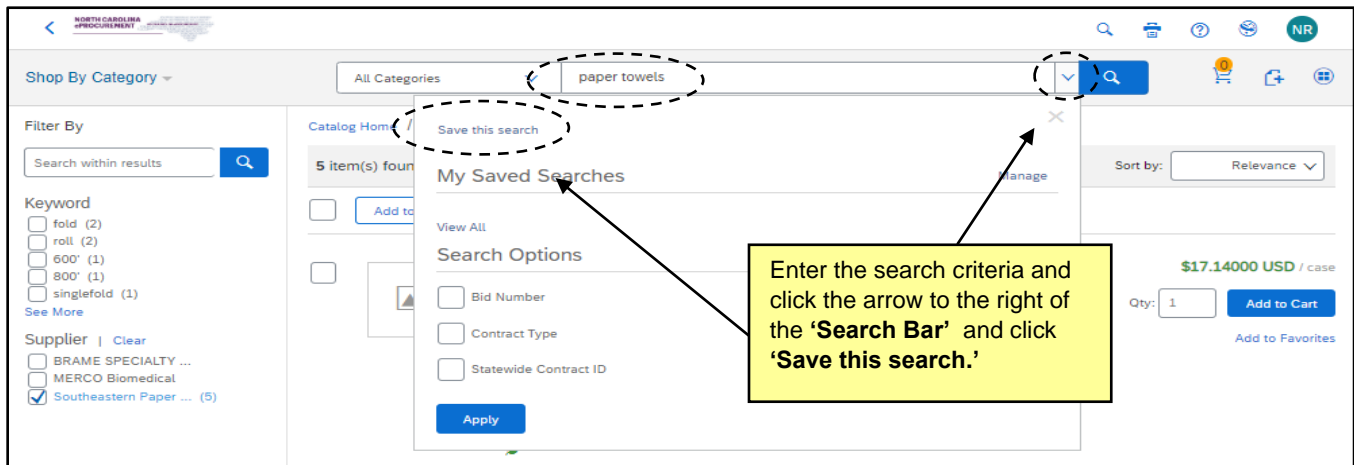 NORTH CAROLINA
ePROCUREMENT
NR
Shop By Category
All Categories
paper towels
0
Filter By
Search within results
Keyword
fold (2)
roll (2)
600' (1)
800' (1)
singlefold (1)
See More
Supplier | Clear
BRAME SPECIALTY ...
MERCO Biomedical
Southeastern Paper ... (5)
Catalog Home /
5 item(s) foun
Add to
Sort by: Relevance
Save this search
My Saved Searches
Manage
View All
Search Options
Bid Number
Contract Type
Statewide Contract ID
Apply
Enter the search criteria and
click the arrow to the right of
the ‘Search Bar’ and click
‘Save this search.’
$17.14000 USD / case
Qty: 1
Add to Cart
Add to Favorites